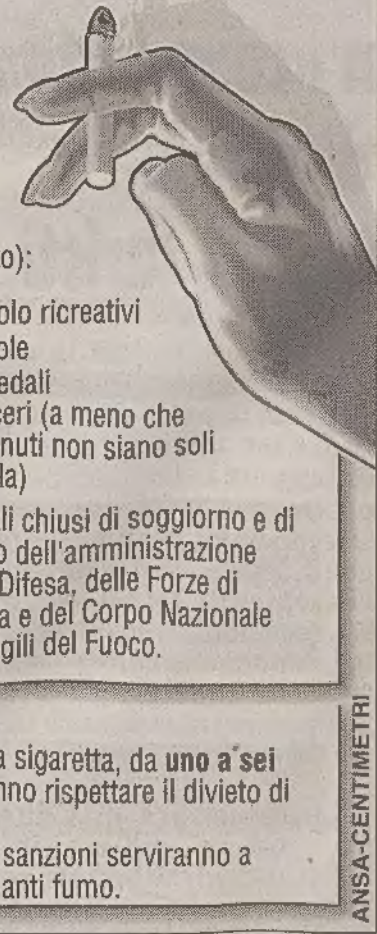 o):
olo ricreativi
ole
edali
ceri (a meno che
nuti non siano soli
la)
li chiusi di soggiorno e di
o dell'amministrazione
Difesa, delle Forze di
a e del Corpo Nazionale
gili del Fuoco.
a sigaretta, da uno a sei
nno rispettare il divieto di
sanzioni serviranno a
anti fumo.
ANSA-CENTIMETRI